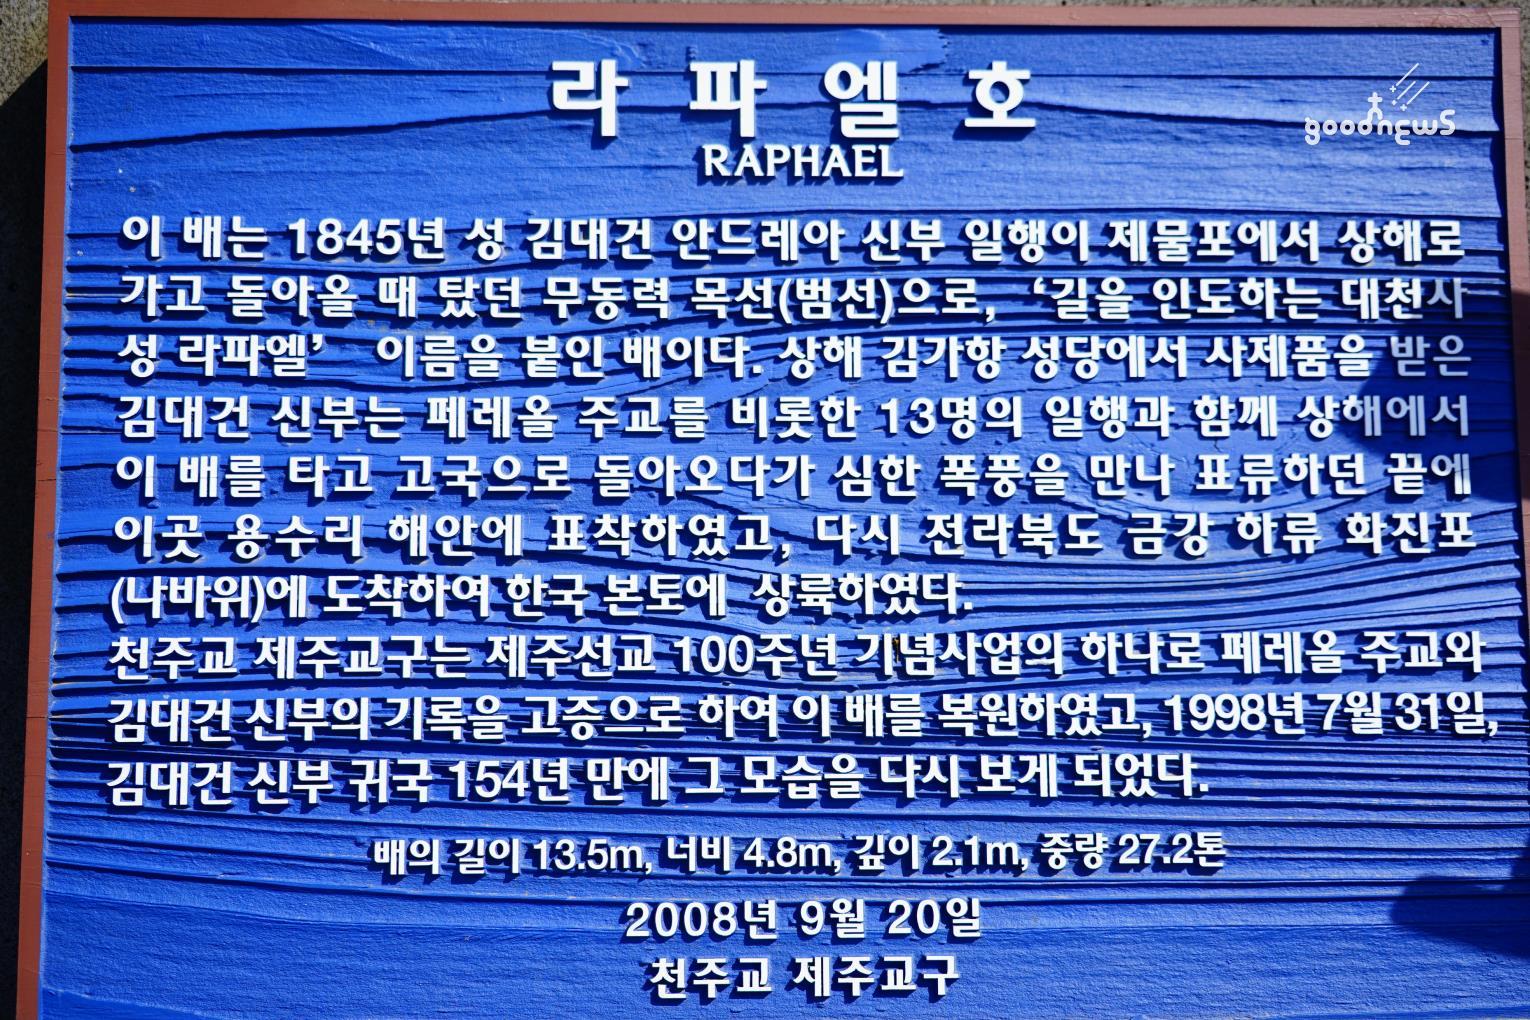 라파엘호
RAPHAEL
goodnews
이 배는 1845년 성 김대건 안드레아 신부 일행이 제물포에서 상해로
가고 돌아올 때 탔던 무동력 목선(범선)으로, ‘길을 인도하는 대천사
성 라파엘’ 이름을 붙인 배이다. 상해 김가항 성당에서 사제품을 받은
김대건 신부는 페레올 주교를 비롯한 13명의 일행과 함께 상해에서
이 배를 타고 고국으로 돌아오다가 심한 폭풍을 만나 표류하던 끝에
이곳 용수리 해안에 표착하였고, 다시 전라북도 금강 하류 화진포
(나바위)에 도착하여 한국 본토에 상륙하였다.
천주교 제주교구는 제주선교 100주년 기념사업의 하나로 페레올 주교와
김대건 신부의 기록을 고증으로 하여 이 배를 복원하였고, 1998년 7월 31일,
김대건 신부 귀국 154년 만에 그 모습을 다시 보게 되었다.
배의 길이 13.5m, 너비 4.8m, 깊이 2.1m, 중량 27.2톤
2008년 9월 20일
천주교 제주교구